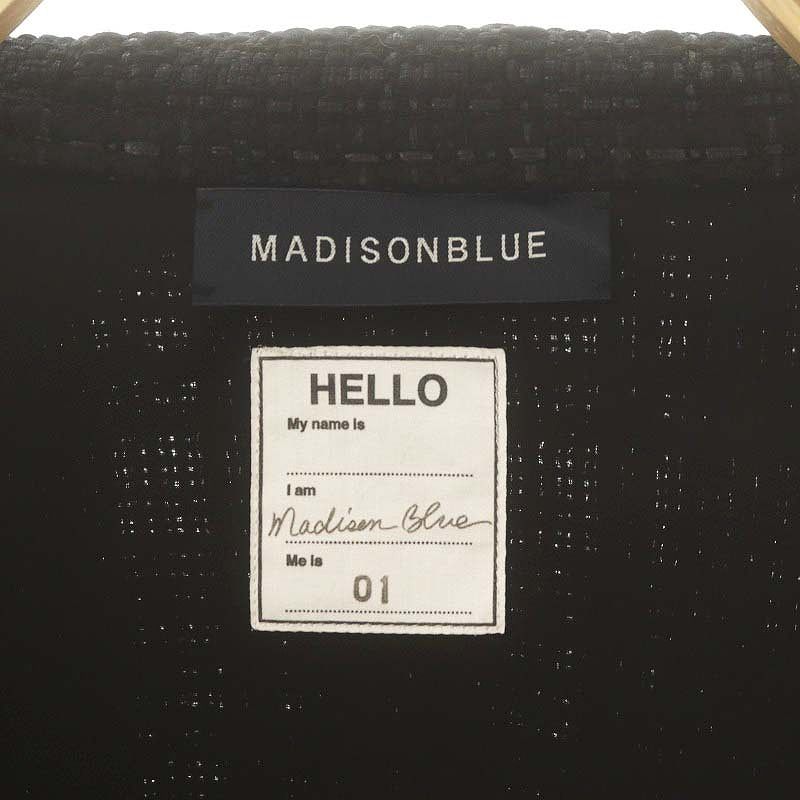 MADISONBLUE
HELLO
My name is
I am
Madison Blue
Me is
01